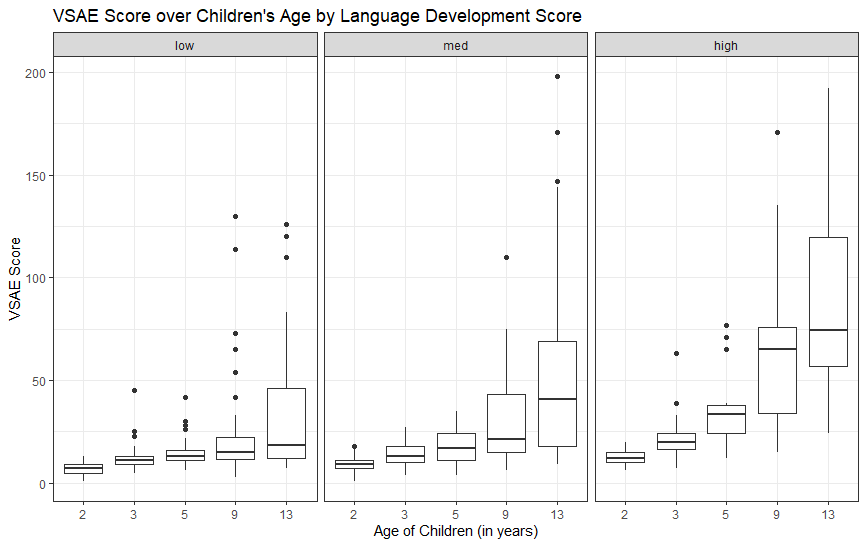 VSAE Score over Children's Age by Language Development Score
low med high
200
150
100
50
0
VSAE Score
2 3 5 9 13 2 3 5 9 13 2 3 5 9 13
Age of Children (in years)